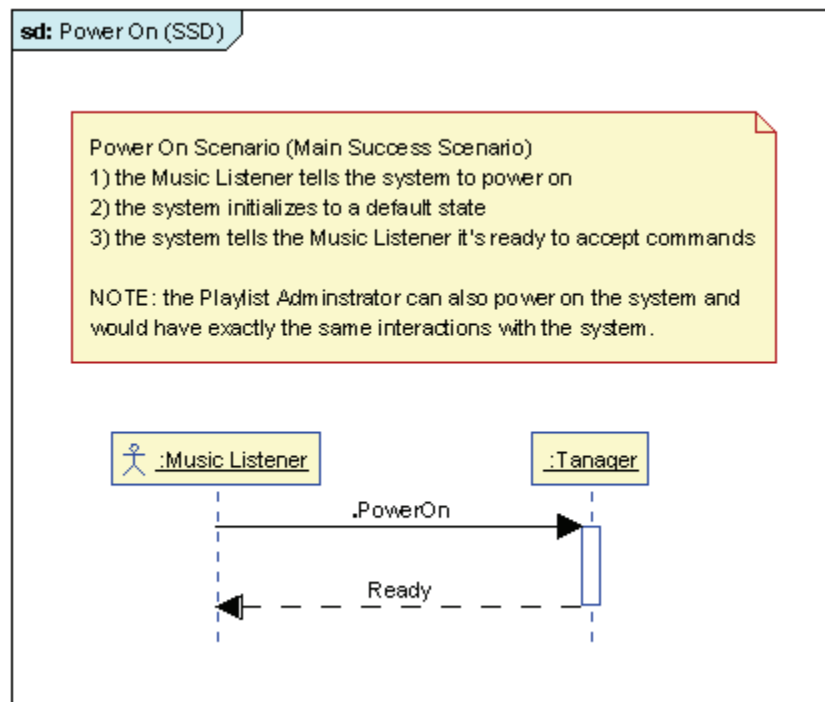 sd: Power On (SSD)
Power On Scenario (Main Success Scenario)
1) the Music Listener tells the system to power on
2) the system initializes to a default state
3) the system tells the Music Listener it's ready to accept commands
NOTE: the Playlist Adminstrator can also power on the system and
would have exactly the same interactions with the system.
:Music Listener
:Tanager
.PowerOn
Ready